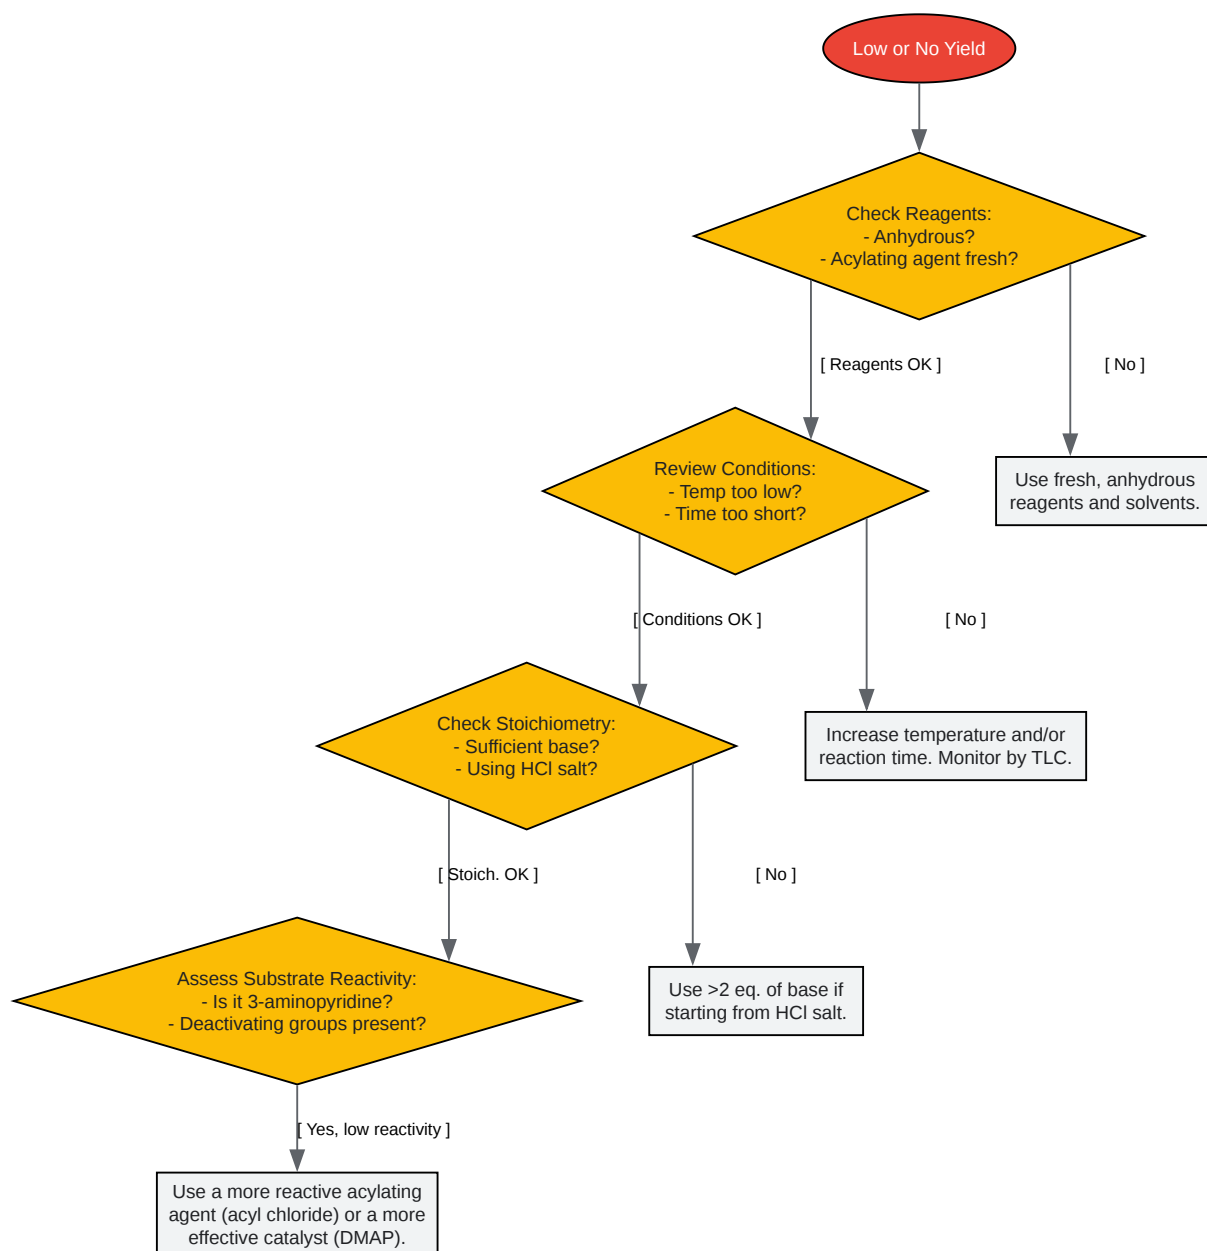 Low or No Yield
Check Reagents:
- Anhydrous?
- Acylating agent fresh?
[ Reagents OK ]
[ No ]
Review Conditions:
- Temp too low?
- Time too short?
Use fresh, anhydrous
reagents and solvents.
[ Conditions OK ]
[ No ]
Check Stoichiometry:
- Sufficient base?
- Using HCl salt?
Increase temperature and/or
reaction time. Monitor by TLC.
[ Stoich. OK ]
[ No ]
Assess Substrate Reactivity:
- Is it 3-aminopyridine?
- Deactivating groups present?
Use >2 eq. of base if
starting from HCl salt.
[ Yes, low reactivity ]
Use a more reactive acylating
agent (acyl chloride) or a more
effective catalyst (DMAP).